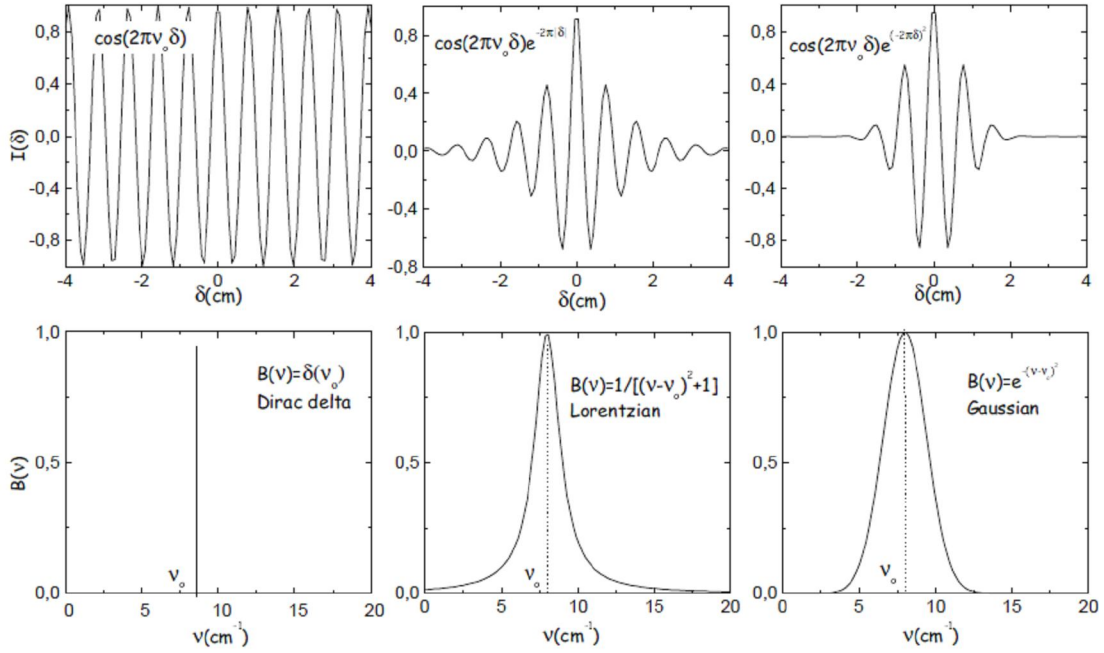 cos(2πν₀δ)
I(δ)
0,8
0,4
0,0
-0,4
-0,8
-4 -2 0 2 4
δ(cm)
cos(2πν₀δ)e^-2π|δ|
0,8
0,4
0,0
-0,4
-0,8
-4 -2 0 2 4
δ(cm)
cos(2πν₀δ)e^(-2πδ)²
0,8
0,4
0,0
-0,4
-0,8
-4 -2 0 2 4
δ(cm)
B(ν)=δ(ν₀)
Dirac delta
B(ν)
1,0
0,5
0,0
ν₀
0 5 10 15 20
ν(cm⁻¹)
B(ν)=1/[(ν-ν₀)²+1]
Lorentzian
1,0
0,5
0,0
ν₀
0 5 10 15 20
ν(cm⁻¹)
B(ν)=e^-(ν-ν₀)²
Gaussian
1,0
0,5
0,0
ν₀
0 5 10 15 20
ν(cm⁻¹)